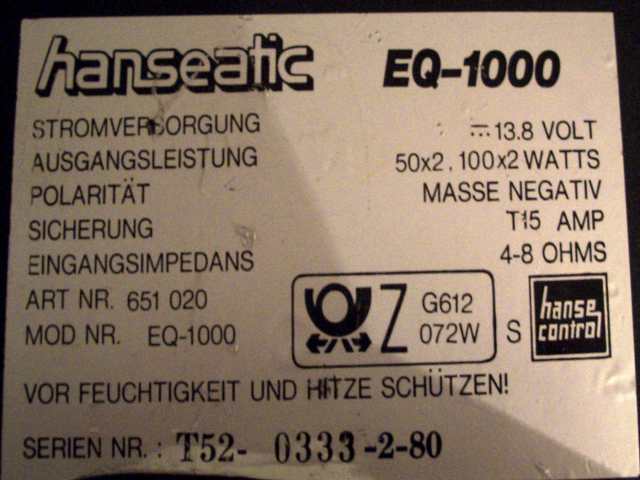 hanseatic EQ-1000
STROMVERSORGUNG ⎓ 13.8 VOLT
AUSGANGSLEISTUNG 50x2 . 100x2 WATTS
POLARITÄT MASSE NEGATIV
SICHERUNG T15 AMP
EINGANGSIMPEDANS 4-8 OHMS
ART NR. 651 020
MOD NR. EQ-1000
Z G612
072W
S hanse
control
VOR FEUCHTIGKEIT UND HITZE SCHÜTZEN!
SERIEN NR. : T52- 0333-2-80